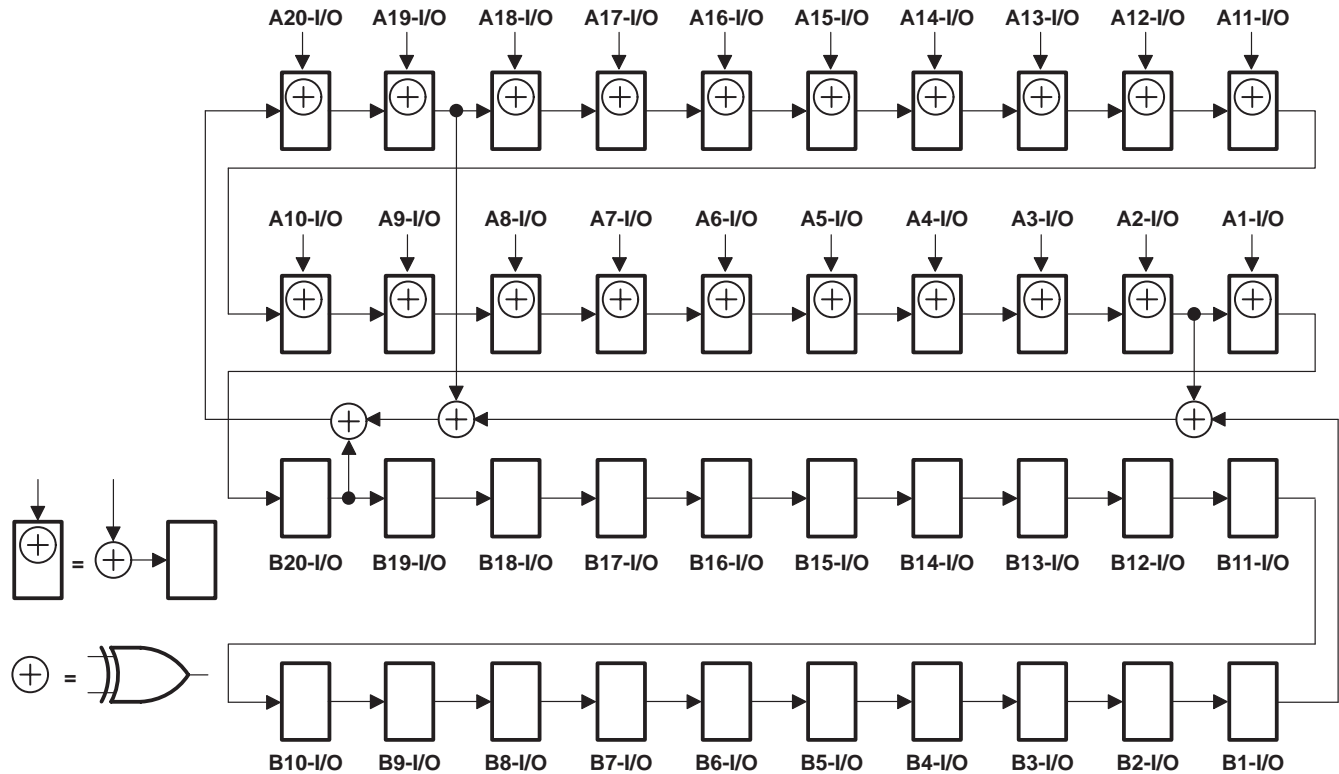 A20-I/O A19-I/O A18-I/O A17-I/O A16-I/O A15-I/O A14-I/O A13-I/O A12-I/O A11-I/O
A10-I/O A9-I/O A8-I/O A7-I/O A6-I/O A5-I/O A4-I/O A3-I/O A2-I/O A1-I/O
B20-I/O B19-I/O B18-I/O B17-I/O B16-I/O B15-I/O B14-I/O B13-I/O B12-I/O B11-I/O
=
=
B10-I/O B9-I/O B8-I/O B7-I/O B6-I/O B5-I/O B4-I/O B3-I/O B2-I/O B1-I/O